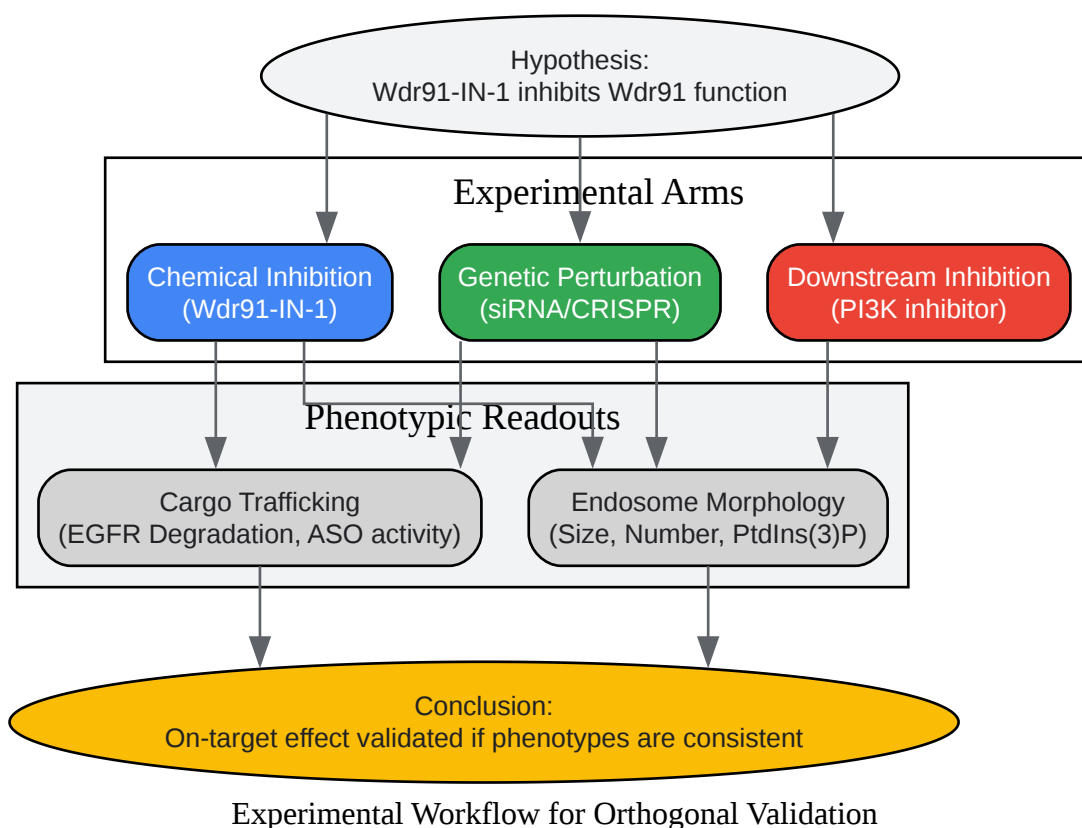 Hypothesis:
Wdr91-IN-1 inhibits Wdr91 function
Experimental Arms
Chemical Inhibition
(Wdr91-IN-1)
Genetic Perturbation
(siRNA/CRISPR)
Downstream Inhibition
(PI3K inhibitor)
Phenotypic Readouts
Cargo Trafficking
(EGFR Degradation, ASO activity)
Endosome Morphology
(Size, Number, PtdIns(3)P)
Conclusion:
On-target effect validated if phenotypes are consistent
Experimental Workflow for Orthogonal Validation